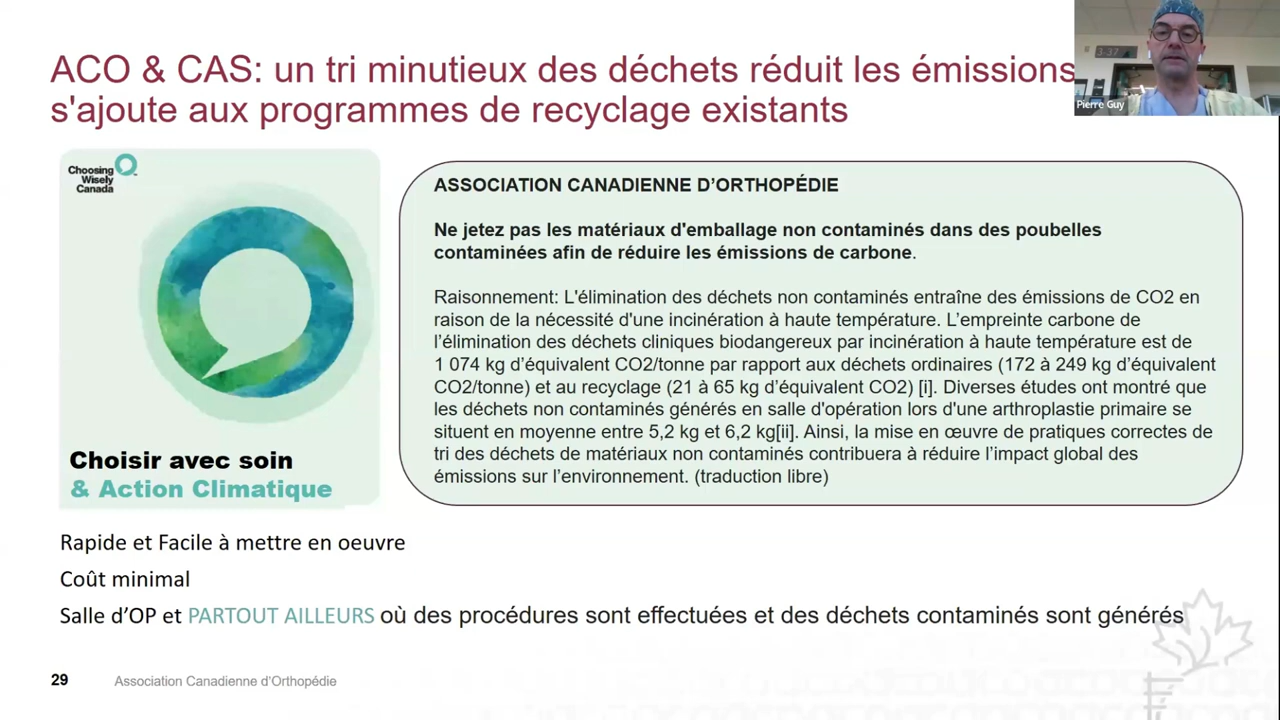 ACO & CAS: un tri minutieux des déchets réduit les émissions
s'ajoute aux programmes de recyclage existants
3-37
Pierre Guy
Choosing
Wisely
Canada
Choisir avec soin
& Action Climatique
ASSOCIATION CANADIENNE D’ORTHOPÉDIE
Ne jetez pas les matériaux d'emballage non contaminés dans des poubelles
contaminées afin de réduire les émissions de carbone.
Raisonnement: L'élimination des déchets non contaminés entraîne des émissions de CO2 en
raison de la nécessité d'une incinération à haute température. L’empreinte carbone de
l’élimination des déchets cliniques biodangereux par incinération à haute température est de
1 074 kg d’équivalent CO2/tonne par rapport aux déchets ordinaires (172 à 249 kg d’équivalent
CO2/tonne) et au recyclage (21 à 65 kg d’équivalent CO2) [i]. Diverses études ont montré que
les déchets non contaminés générés en salle d'opération lors d'une arthroplastie primaire se
situent en moyenne entre 5,2 kg et 6,2 kg[ii]. Ainsi, la mise en œuvre de pratiques correctes de
tri des déchets de matériaux non contaminés contribuera à réduire l’impact global des
émissions sur l’environnement. (traduction libre)
Rapide et Facile à mettre en oeuvre
Coût minimal
Salle d’OP et PARTOUT AILLEURS où des procédures sont effectuées et des déchets contaminés sont générés
29 Association Canadienne d’Orthopédie